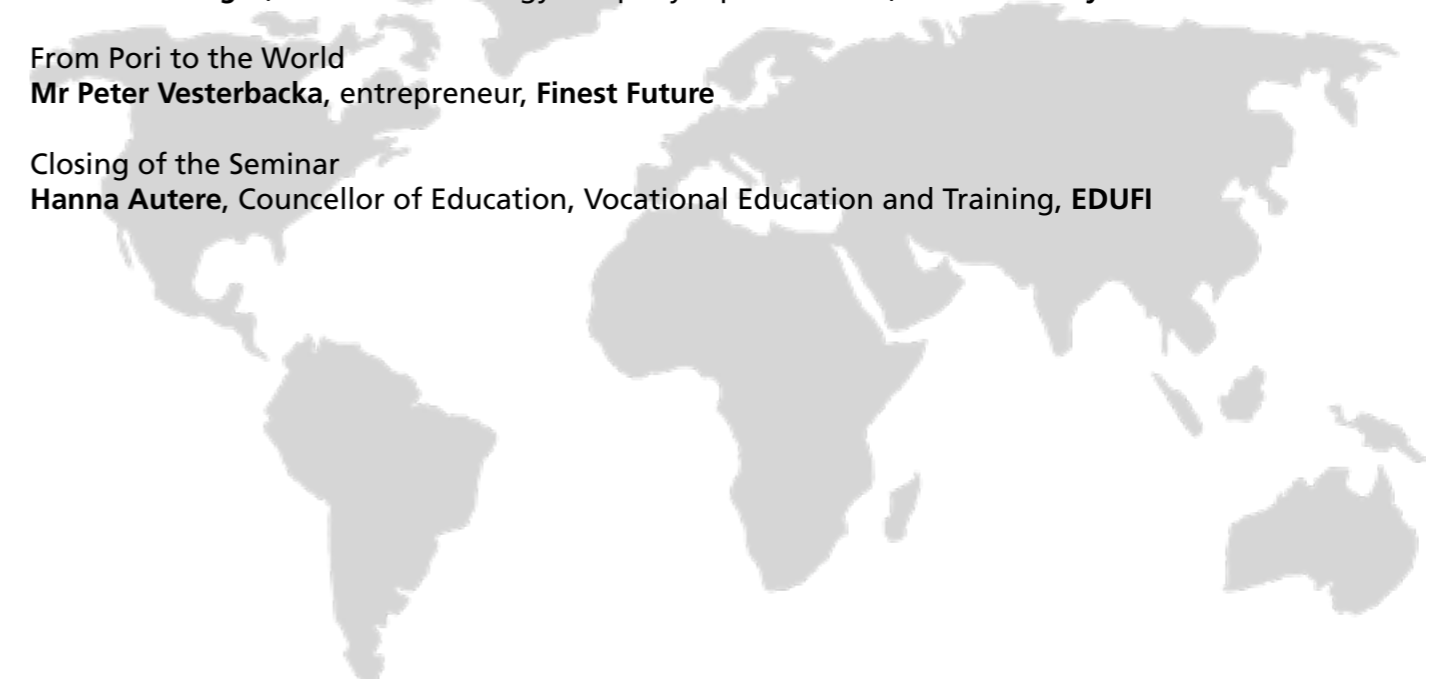 From Pori to the World
Mr Peter Vesterbacka, entrepreneur, Finest Future
Closing of the Seminar
Hanna Autere, Councellor of Education, Vocational Education and Training, EDUFI